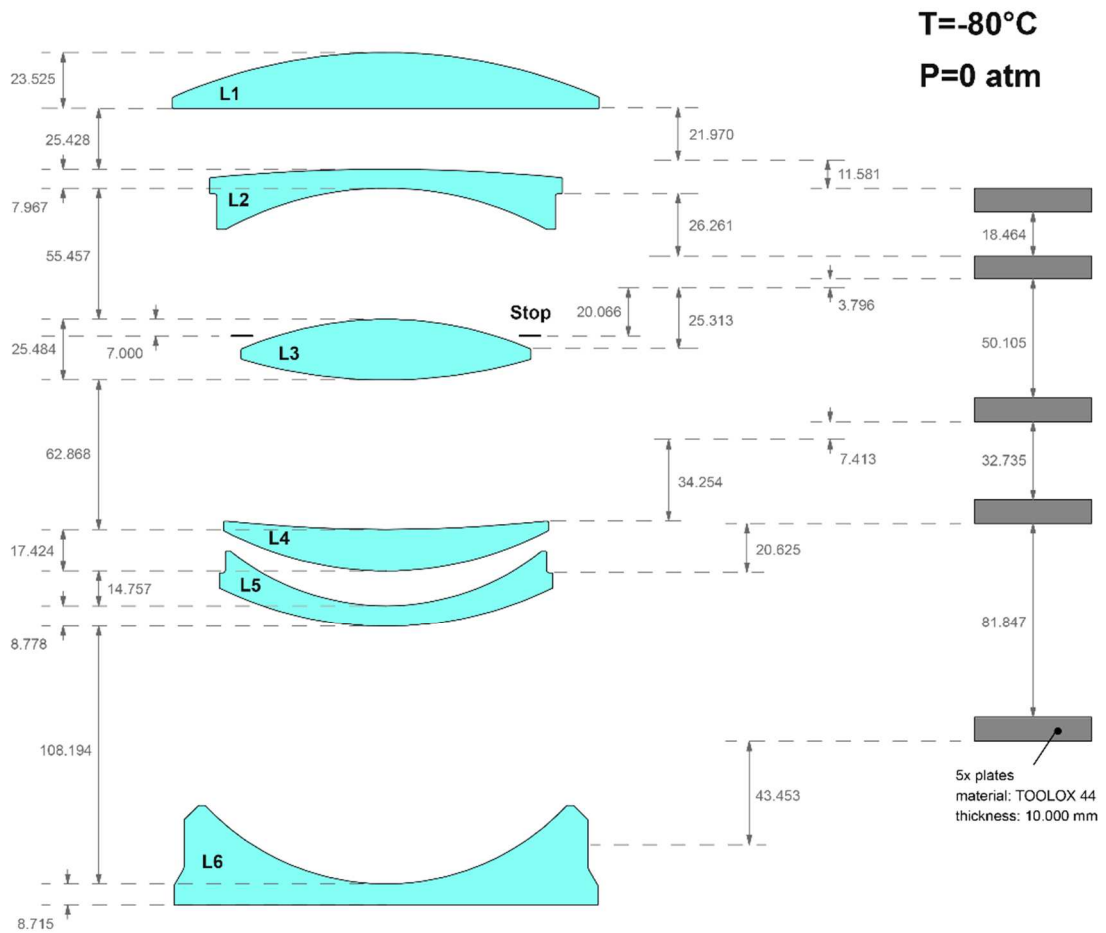 T=-80°C
P=0 atm
23.525
L1
25.428
21.970
11.581
L2
7.967
26.261
18.464
55.457
Stop
20.066
25.313
3.796
25.484
7.000
L3
50.105
62.868
7.413
32.735
34.254
L4
17.424
20.625
L5
14.757
8.778
81.847
108.194
43.453
5x plates
material: TOOLOX 44
thickness: 10.000 mm
L6
8.715